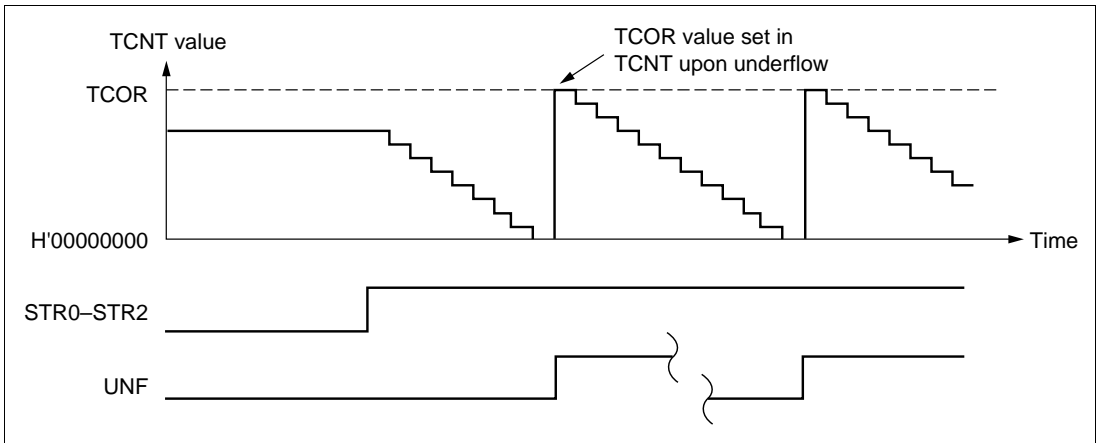 TCNT value
TCOR value set in
TCNT upon underflow
TCOR
H'00000000
Time
STR0–STR2
UNF